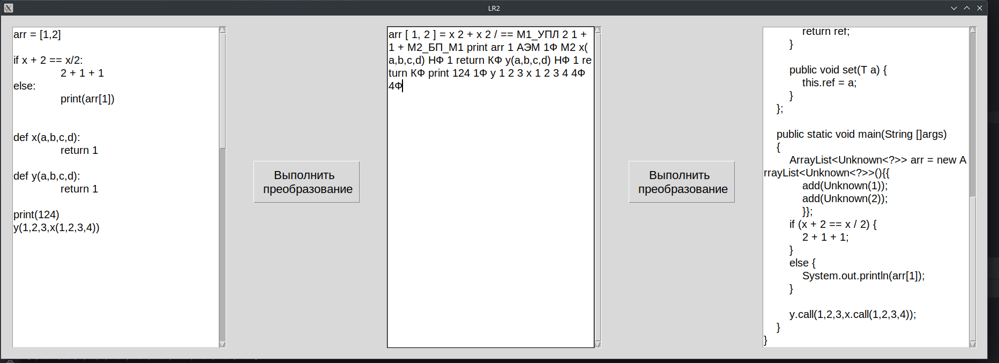 LR2
arr = [1,2]
if x + 2 == x/2:
2 + 1 + 1
else:
print(arr[1])
def x(a,b,c,d):
return 1
def y(a,b,c,d):
return 1
print(124)
y(1,2,3,x(1,2,3,4))
Выполнить
преобразование
arr [ 1, 2 ] = x 2 + x 2 / == М1_УПЛ 2 1 +
1 + М2_БП_М1 print arr 1 АЭМ 1Ф М2 x(
a,b,c,d) НФ 1 return КФ y(a,b,c,d) НФ 1 re
turn КФ print 124 1Ф y 1 2 3 x 1 2 3 4 4Ф
4Ф
Выполнить
преобразование
return ref;
}
public void set(T a) {
this.ref = a;
}
};
public static void main(String []args)
{
ArrayList<Unknown<?>> arr = new A
rrayList<Unknown<?>>(){{
add(Unknown(1));
add(Unknown(2));
}};
if (x + 2 == x / 2) {
2 + 1 + 1;
}
else {
System.out.println(arr[1]);
}
y.call(1,2,3,x.call(1,2,3,4));
}
}